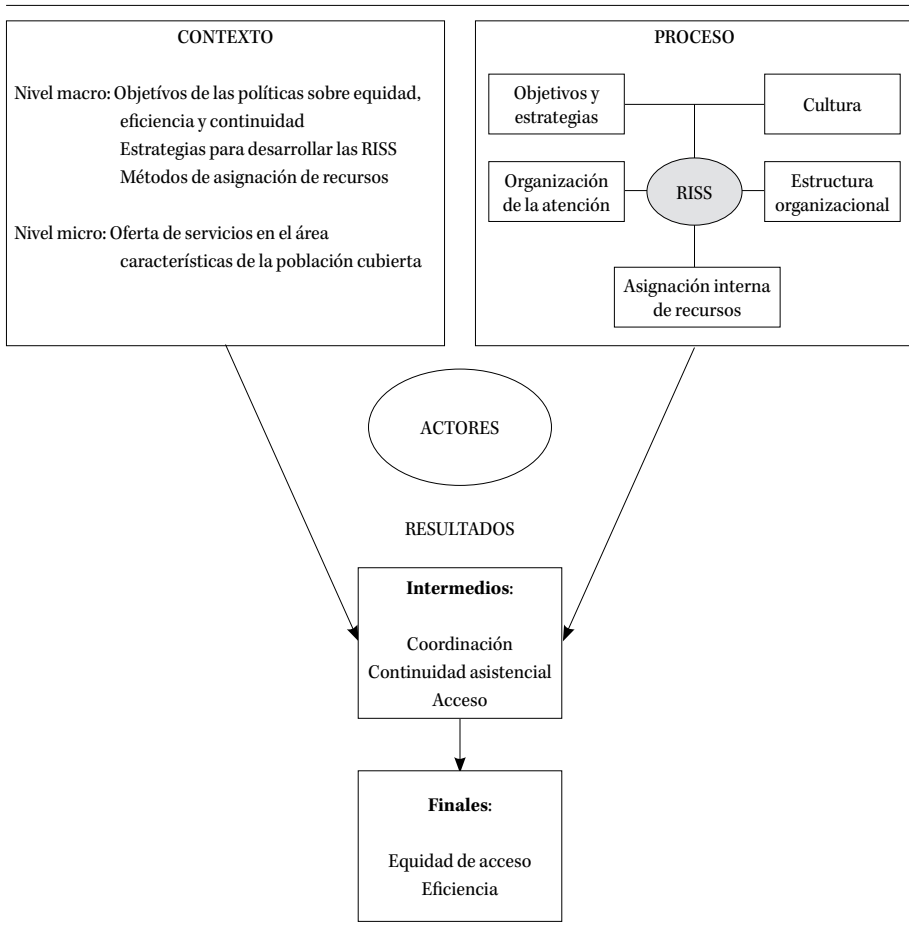 CONTEXTO
Nivel macro: Objetívos de las políticas sobre equidad,
eficiencia y continuidad
Estrategias para desarrollar las RISS
Métodos de asignación de recursos
Nivel micro: Oferta de servicios en el área
características de la población cubierta
PROCESO
Objetivos y
estrategias
Cultura
Organización
de la atención
RISS
Estructura
organizacional
Asignación interna
de recursos
ACTORES
RESULTADOS
Intermedios:
Coordinación
Continuidad asistencial
Acceso
Finales:
Equidad de acceso
Eficiencia